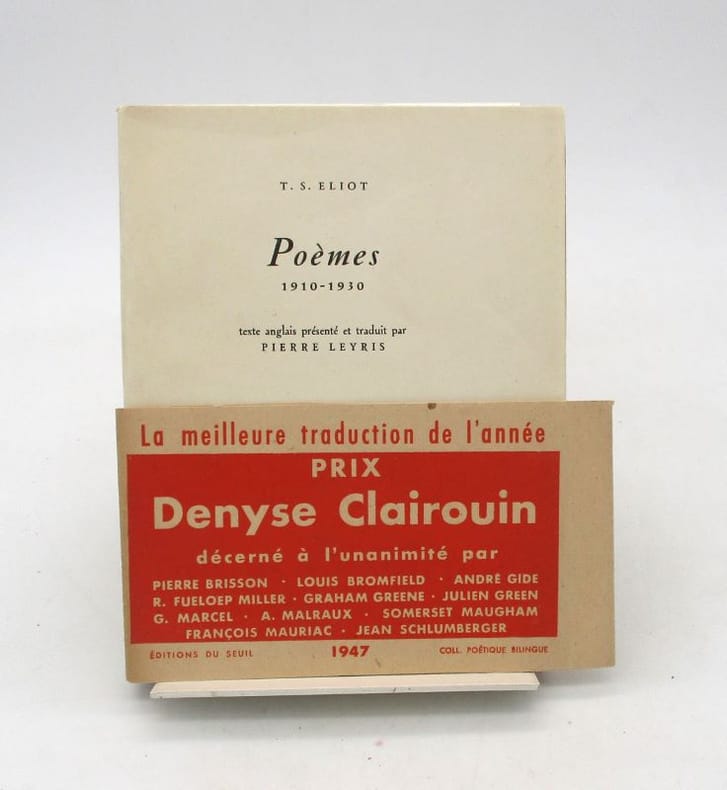 T. S. ELIOT
Poèmes
1910-1930
texte anglais présenté et traduit par
PIERRE LEYRIS
La meilleure traduction de l'année
PRIX
Denyse Clairouin
décerné à l'unanimité par
PIERRE BRISSON · LOUIS BROMFIELD · ANDRÉ GIDE
R. FUELOEP MILLER · GRAHAM GREENE · JULIEN GREEN
G. MARCEL · A. MALRAUX · SOMERSET MAUGHAM
FRANÇOIS MAURIAC · JEAN SCHLUMBERGER
ÉDITIONS DU SEUIL 1947 COLL. POÉTIQUE BILINGUE